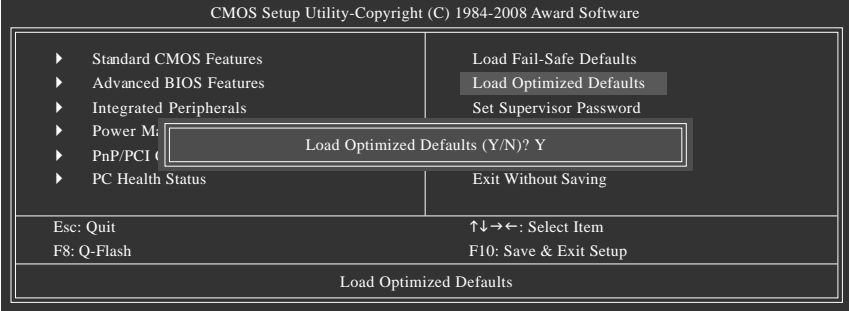 CMOS Setup Utility-Copyright (C) 1984-2008 Award Software
Standard CMOS Features
Advanced BIOS Features
Integrated Peripherals
Power
PnP/PCI
PC Health Status
Load Fail-Safe Defaults
Load Optimized Defaults
Set Supervisor Password
Exit Without Saving
Load Optimized Defaults (Y/N)? Y
Esc: Quit
↑↓→←: Select Item
F8: Q-Flash
F10: Save & Exit Setup
Load Optimized Defaults